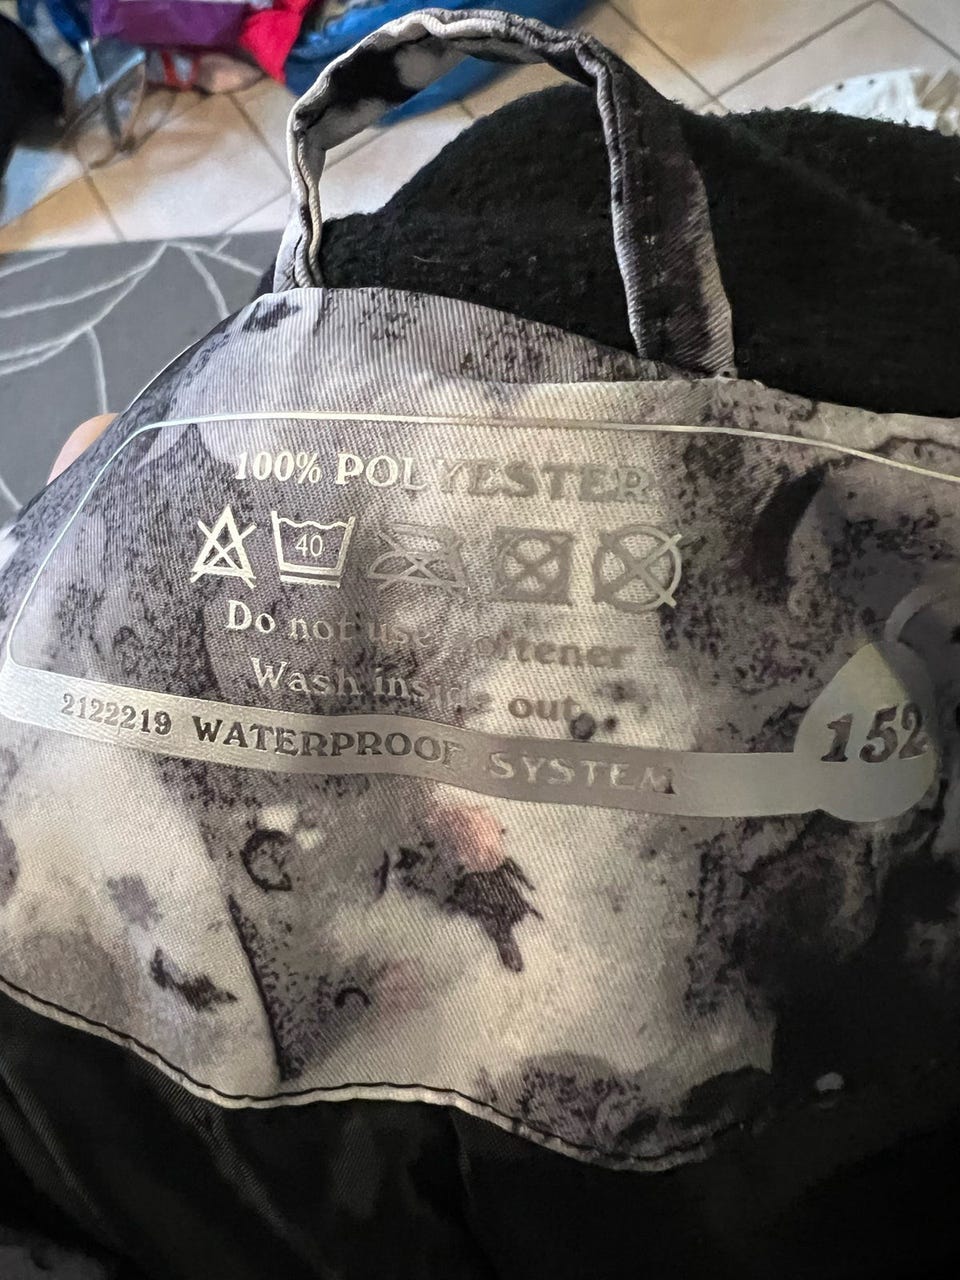 100% POLYESTER
40
Do not use softener
Wash inside out
2122219 WATERPROOF SYSTEM
152